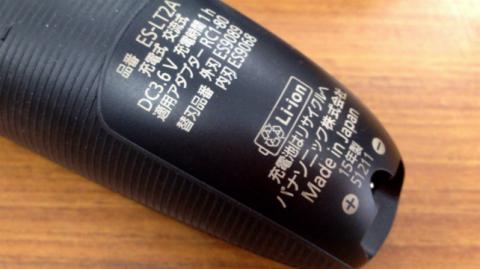 品番 ES-LT2A
充電式 交流式
DC3.6V 充電時間 1h
適用アダプター RC1-80
替刃品番 外刃 ES9089
内刃 ES9068
Li-ion
充電池はリサイクルへ
パナソニック株式会社
Made in Japan
15年製
51211